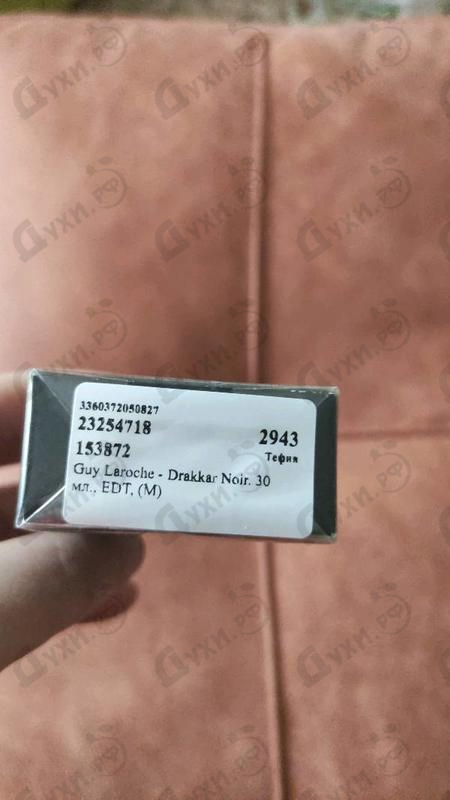 3360372050827
23254718
2943
153872
Тефия
Guy Laroche - Drakkar Noir. 30
мл., EDT, (M)
Духи.рф